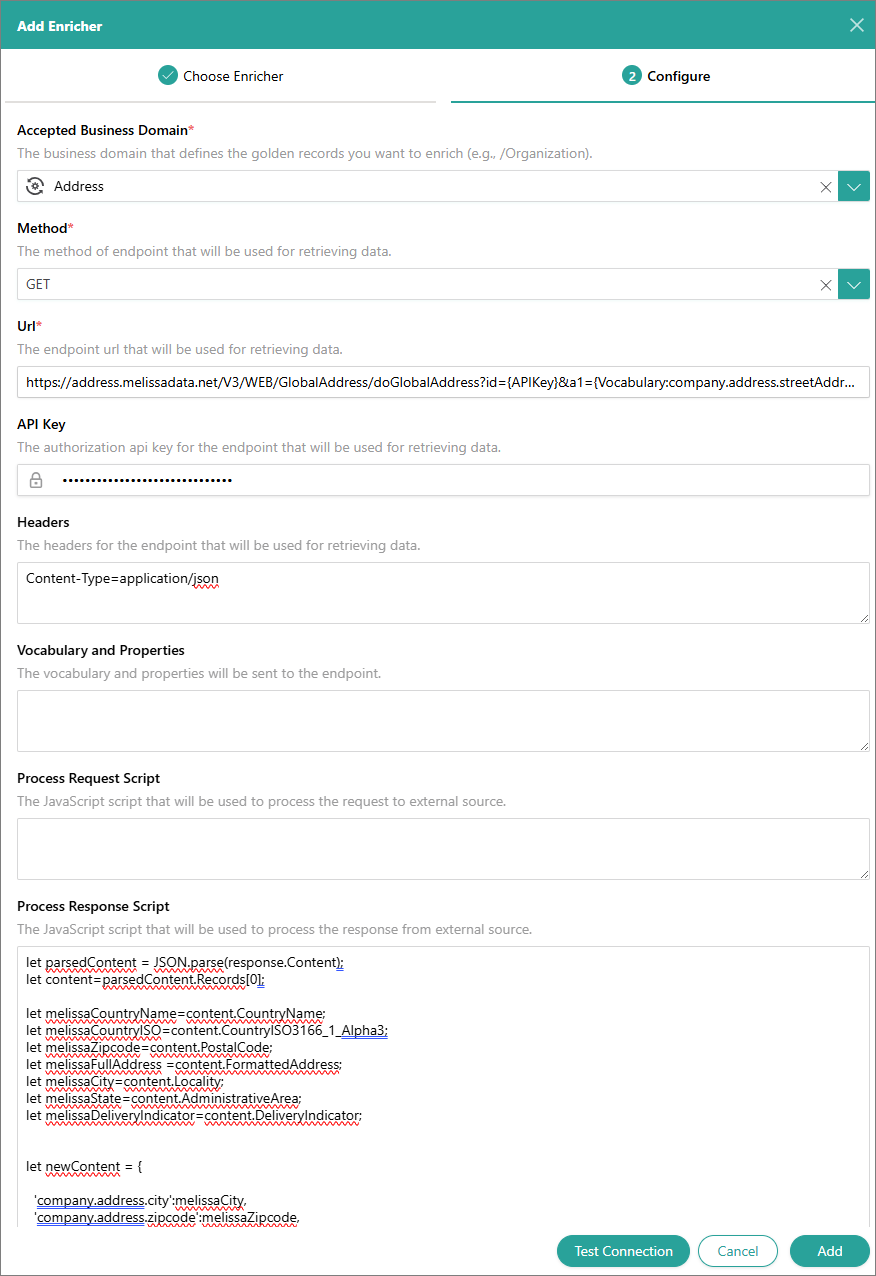 Add Enricher
Choose Enricher
2 Configure
Accepted Business Domain*
The business domain that defines the golden records you want to enrich (e.g., /Organization).
Address
Method*
The method of endpoint that will be used for retrieving data.
GET
Url*
The endpoint url that will be used for retrieving data.
https://address.melissadata.net/V3/WEB/GlobalAddress/doGlobalAddress?id={APIKey}&a1={Vocabulary:company.address.streetAddr...
API Key
The authorization api key for the endpoint that will be used for retrieving data.
••••••••••••••••••••••••••••••
Headers
The headers for the endpoint that will be used for retrieving data.
Content-Type=application/json
Vocabulary and Properties
The vocabulary and properties will be sent to the endpoint.
Process Request Script
The JavaScript script that will be used to process the request to external source.
Process Response Script
The JavaScript script that will be used to process the response from external source.
let parsedContent = JSON.parse(response.Content);
let content=parsedContent.Records[0];
let melissaCountryName=content.CountryName;
let melissaCountryISO=content.CountryISO3166_1_Alpha3;
let melissaZipcode=content.PostalCode;
let melissaFullAddress =content.FormattedAddress;
let melissaCity=content.Locality;
let melissaState=content.AdministrativeArea;
let melissaDeliveryIndicator=content.DeliveryIndicator;
let newContent = {
'company.address.city':melissaCity,
'company.address.zipcode':melissaZipcode,
Test Connection Cancel Add